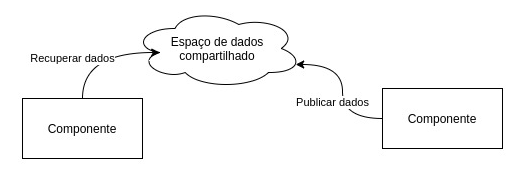 Espaço de dados
compartilhado
Recuperar dados
Publicar dados
Componente
Componente